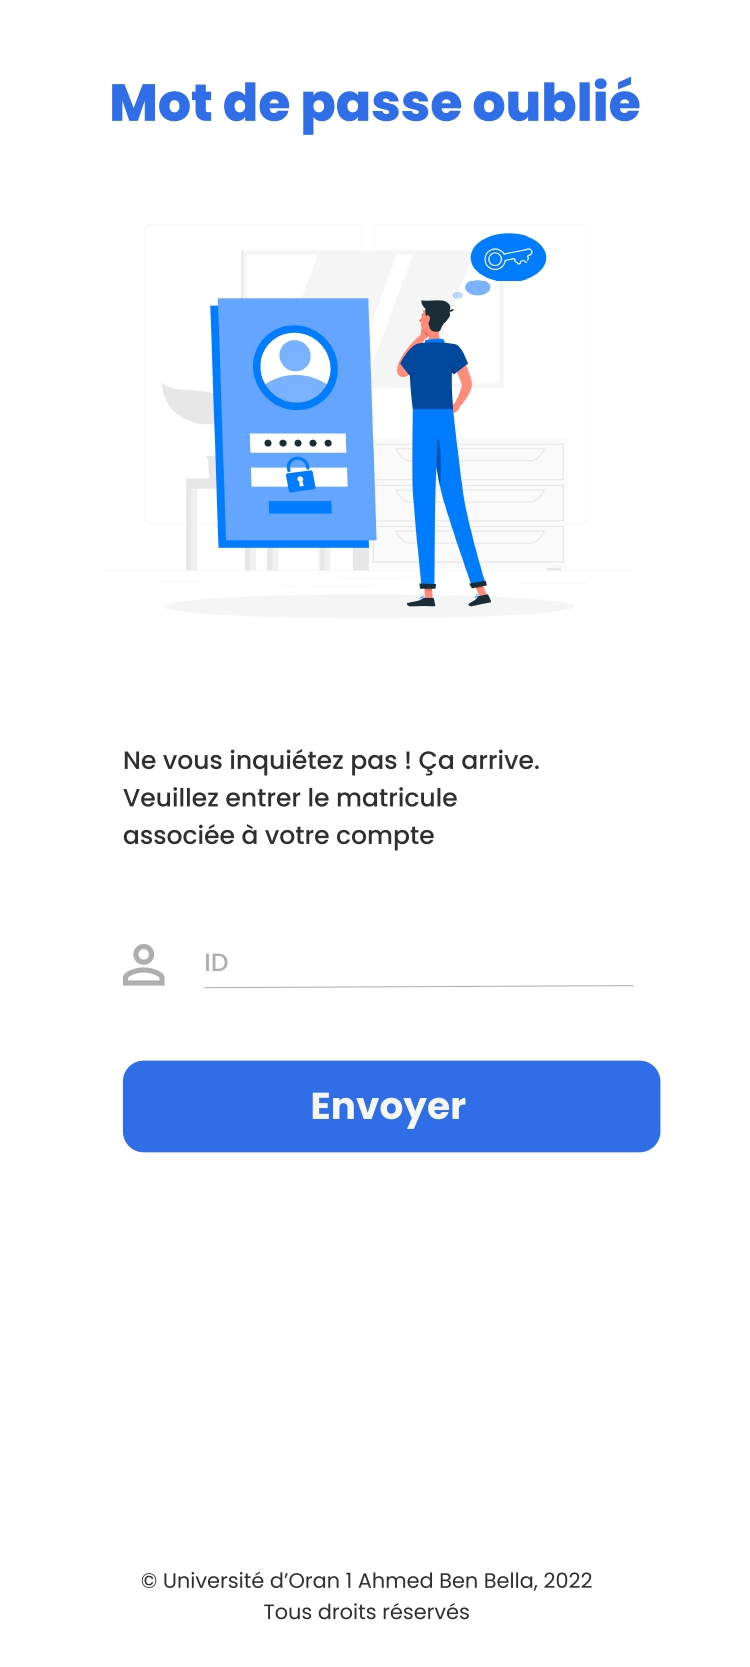 Mot de passe oublié
Ne vous inquiétez pas ! Ça arrive.
Veuillez entrer le matricule
associée à votre compte
ID
Envoyer
© Université d’Oran 1 Ahmed Ben Bella, 2022
Tous droits réservés